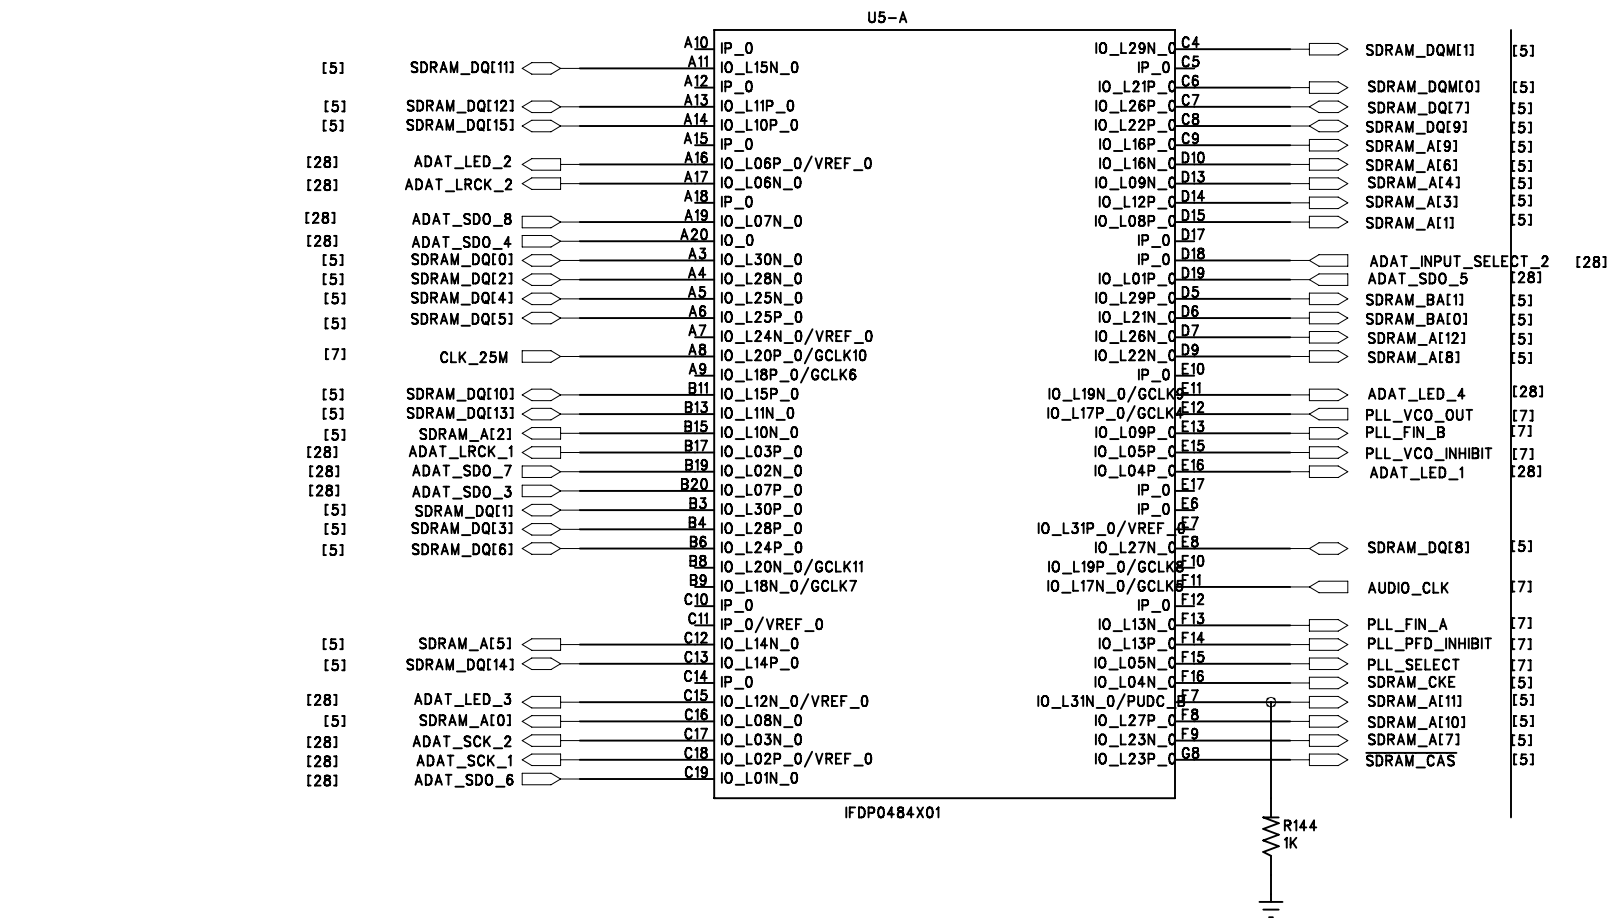 U5-A
A10 IP_0
[5] SDRAM_DQ[11] A11 IO_L15N_0
A12 IP_0
[5] SDRAM_DQ[12] A13 IO_L11P_0
[5] SDRAM_DQ[15] A14 IO_L10P_0
A15 IP_0
[28] ADAT_LED_2 A16 IO_L06P_0/VREF_0
[28] ADAT_LRCK_2 A17 IO_L06N_0
A18 IP_0
[28] ADAT_SDO_8 A19 IO_L07N_0
[28] ADAT_SDO_4 A20 IO_0
[5] SDRAM_DQ[0] A3 IO_L30N_0
[5] SDRAM_DQ[2] A4 IO_L28N_0
[5] SDRAM_DQ[4] A5 IO_L25N_0
[5] SDRAM_DQ[5] A6 IO_L25P_0
A7 IO_L24N_0/VREF_0
[7] CLK_25M A8 IO_L20P_0/GCLK10
A9 IO_L18P_0/GCLK6
[5] SDRAM_DQ[10] B11 IO_L15P_0
[5] SDRAM_DQ[13] B13 IO_L11N_0
[5] SDRAM_A[2] B15 IO_L10N_0
[28] ADAT_LRCK_1 B17 IO_L03P_0
[28] ADAT_SDO_7 B19 IO_L02N_0
[28] ADAT_SDO_3 B20 IO_L07P_0
[5] SDRAM_DQ[1] B3 IO_L30P_0
[5] SDRAM_DQ[3] B4 IO_L28P_0
[5] SDRAM_DQ[6] B6 IO_L24P_0
B8 IO_L20N_0/GCLK11
B9 IO_L18N_0/GCLK7
C10 IP_0
C11 IP_0/VREF_0
[5] SDRAM_A[5] C12 IO_L14N_0
[5] SDRAM_DQ[14] C13 IO_L14P_0
C14 IP_0
[28] ADAT_LED_3 C15 IO_L12N_0/VREF_0
[5] SDRAM_A[0] C16 IO_L08N_0
[28] ADAT_SCK_2 C17 IO_L03N_0
[28] ADAT_SCK_1 C18 IO_L02P_0/VREF_0
[28] ADAT_SDO_6 C19 IO_L01N_0
IO_L29N_0 C4 SDRAM_DQM[1] [5]
IP_0 C5
IO_L21P_0 C6 SDRAM_DQM[0] [5]
IO_L26P_0 C7 SDRAM_DQ[7] [5]
IO_L22P_0 C8 SDRAM_DQ[9] [5]
IO_L16P_0 C9 SDRAM_A[9] [5]
IO_L16N_0 D10 SDRAM_A[6] [5]
IO_L09N_0 D13 SDRAM_A[4] [5]
IO_L12P_0 D14 SDRAM_A[3] [5]
IO_L08P_0 D15 SDRAM_A[1] [5]
IP_0 D17
IP_0 D18 ADAT_INPUT_SELECT_2 [28]
IO_L01P_0 D19 ADAT_SDO_5 [28]
IO_L29P_0 D5 SDRAM_BA[1] [5]
IO_L21N_0 D6 SDRAM_BA[0] [5]
IO_L26N_0 D7 SDRAM_A[12] [5]
IO_L22N_0 D9 SDRAM_A[8] [5]
IP_0 E10
IO_L19N_0/GCLK9 E11 ADAT_LED_4 [28]
IO_L17P_0/GCLK4 E12 PLL_VCO_OUT [7]
IO_L09P_0 E13 PLL_FIN_B [7]
IO_L05P_0 E15 PLL_VCO_INHIBIT [7]
IO_L04P_0 E16 ADAT_LED_1 [28]
IP_0 E17
IP_0 E6
IO_L31P_0/VREF_0 E7
IO_L27N_0 E8 SDRAM_DQ[8] [5]
IO_L19P_0/GCLK8 F10
IO_L17N_0/GCLK5 F11 AUDIO_CLK [7]
IP_0 F12
IO_L13N_0 F13 PLL_FIN_A [7]
IO_L13P_0 F14 PLL_PFD_INHIBIT [7]
IO_L05N_0 F15 PLL_SELECT [7]
IO_L04N_0 F16 SDRAM_CKE [5]
IO_L31N_0/PUDC_B F7 SDRAM_A[11] [5]
IO_L27P_0 F8 SDRAM_A[10] [5]
IO_L23N_0 F9 SDRAM_A[7] [5]
IO_L23P_0 G8 SDRAM_CAS [5]
IFDP0484X01
R144
1K